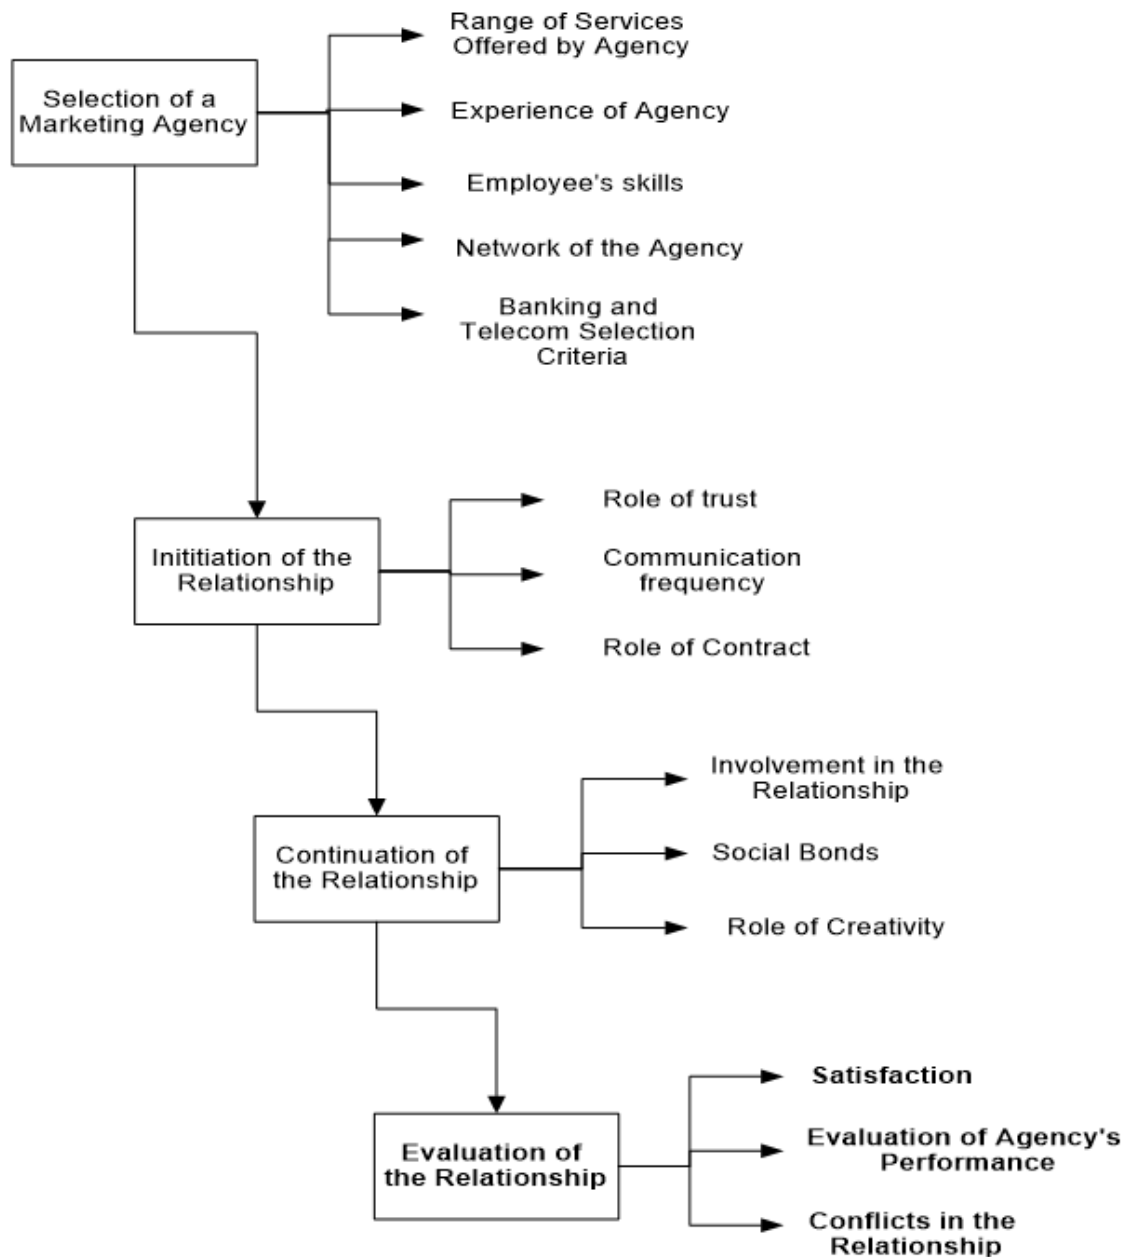 Range of Services
Offered by Agency
Selection of a
Marketing Agency
Experience of Agency
Employee's skills
Network of the Agency
Banking and
Telecom Selection
Criteria
Inititiation of the
Relationship
Role of trust
Communication
frequency
Role of Contract
Continuation of
the Relationship
Involvement in the
Relationship
Social Bonds
Role of Creativity
Evaluation of
the Relationship
Satisfaction
Evaluation of Agency's
Performance
Conflicts in the
Relationship